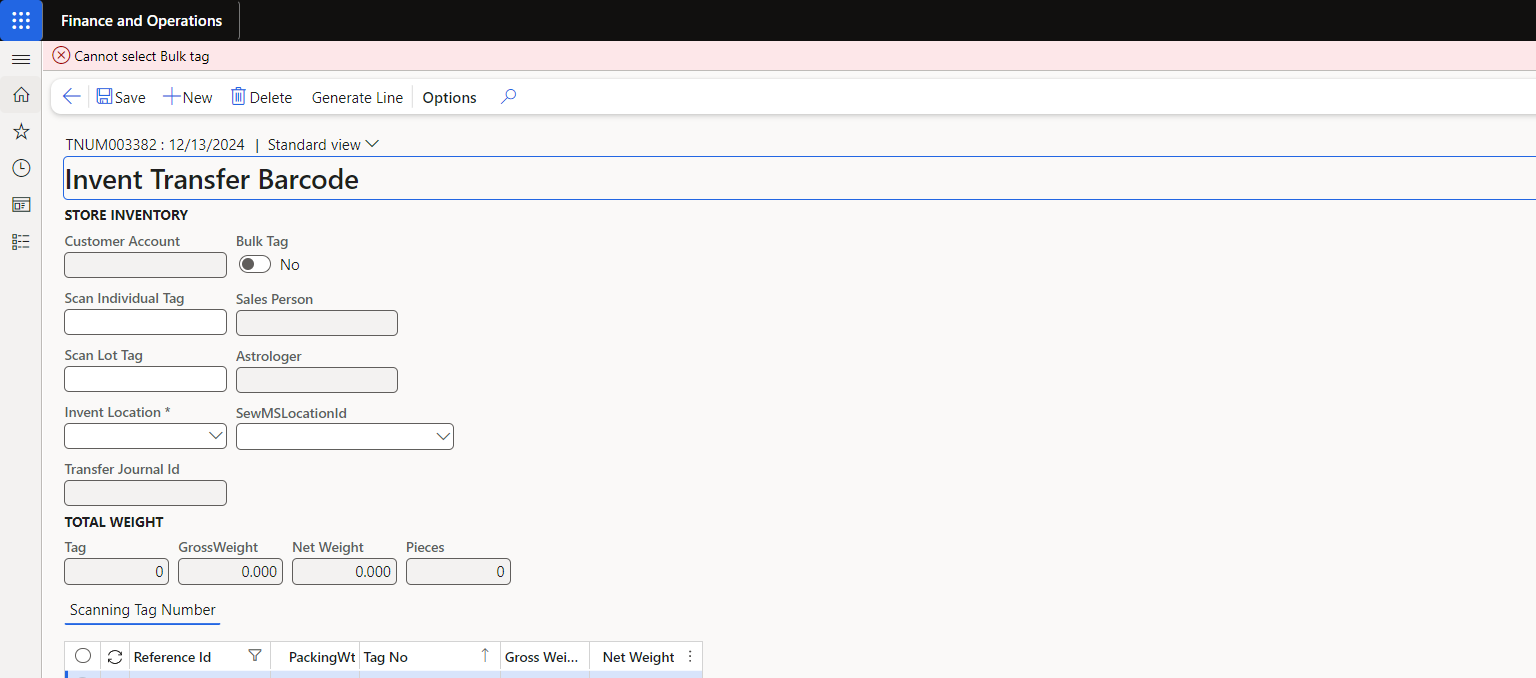 Finance and Operations
Cannot select Bulk tag
Save New Delete Generate Line Options
TNUM003382 : 12/13/2024 | Standard view
Invent Transfer Barcode
STORE INVENTORY
Customer Account Bulk Tag
No
Scan Individual Tag Sales Person
Scan Lot Tag Astrologer
Invent Location * SewMSLocationId
Transfer Journal Id
TOTAL WEIGHT
Tag GrossWeight Net Weight Pieces
0 0.000 0.000 0
Scanning Tag Number
Reference Id PackingWt Tag No Gross Wei... Net Weight